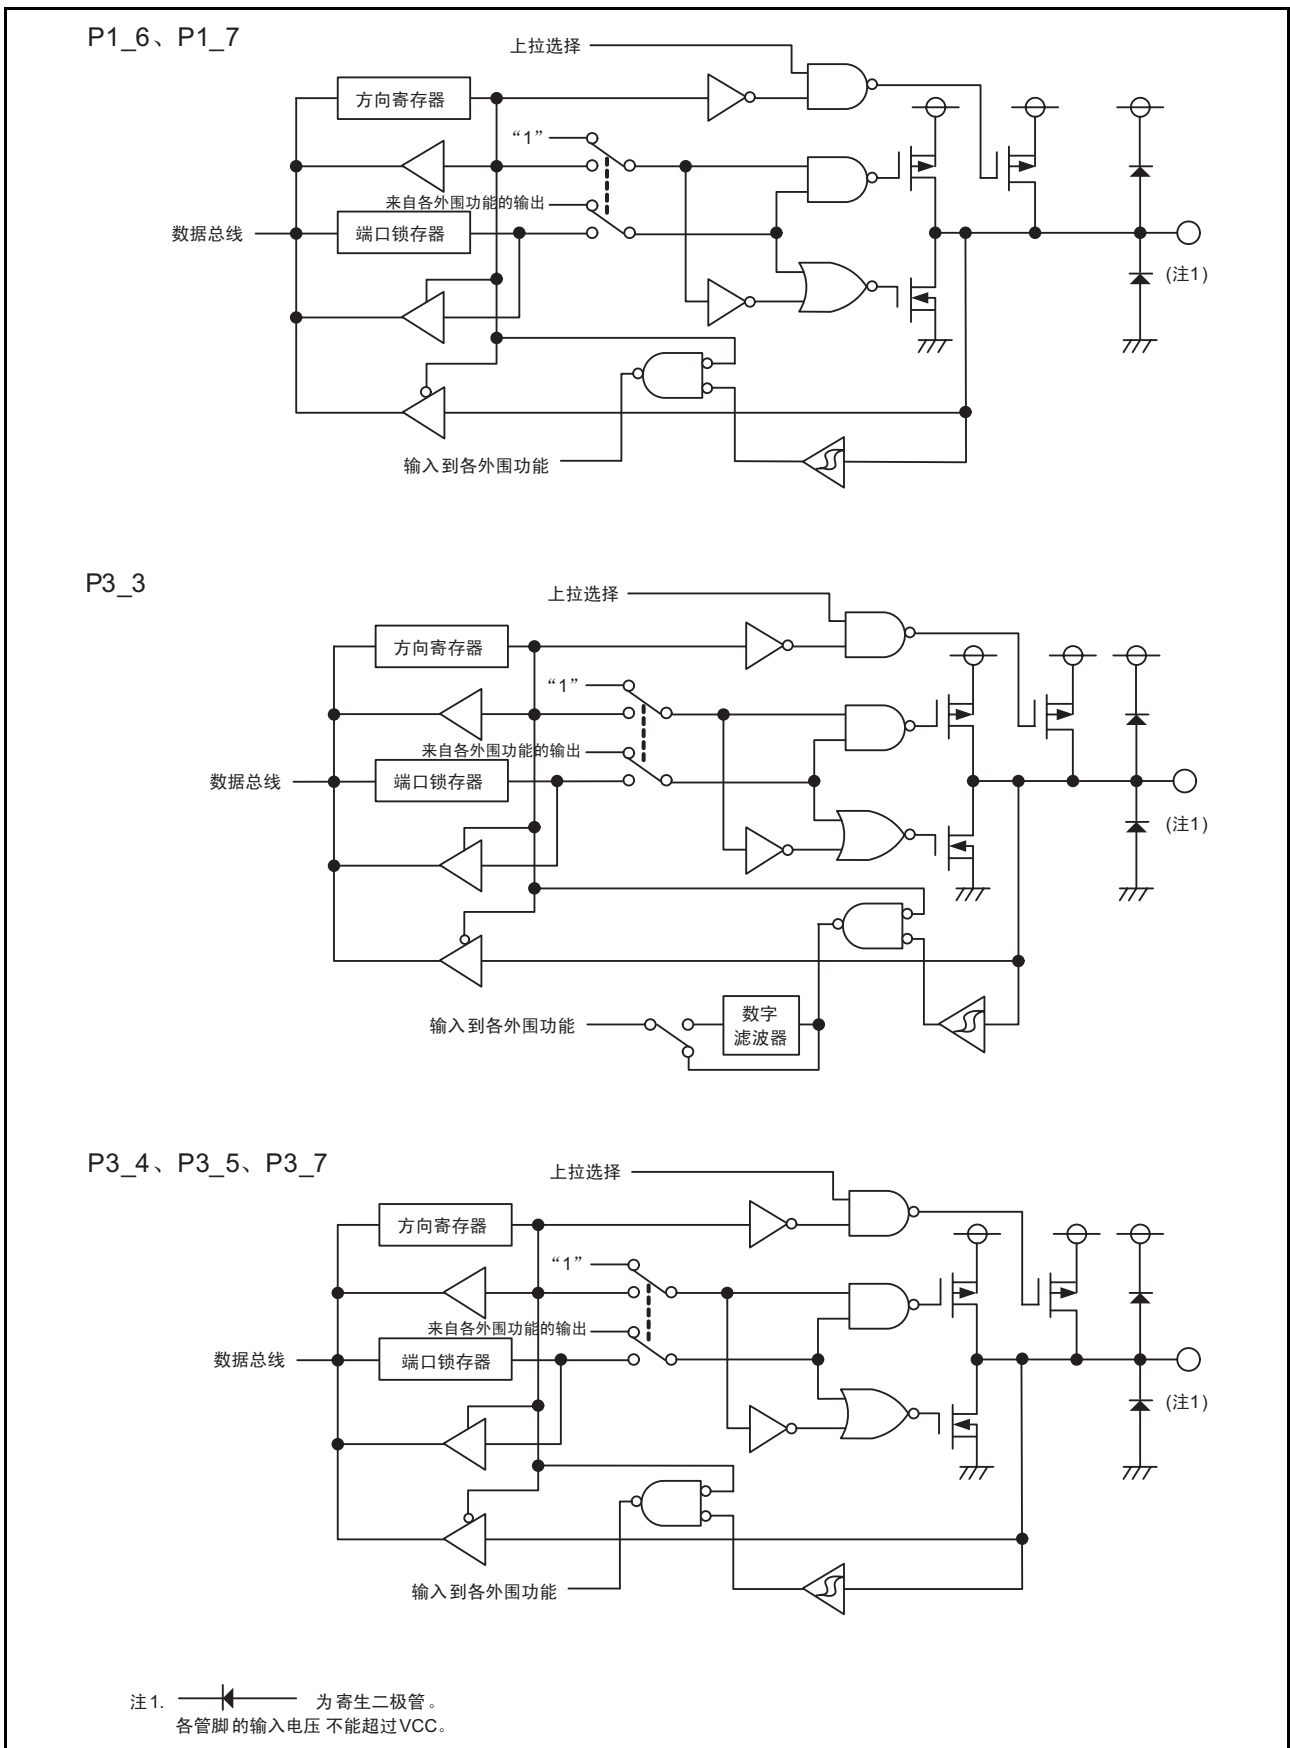 P1_6、P1_7
上拉选择
方向寄存器
“1”
来自各外围功能的输出
数据总线
端口锁存器
(注1)
输入到各外围功能
P3_3
上拉选择
方向寄存器
“1”
来自各外围功能的输出
数据总线
端口锁存器
(注1)
输入到各外围功能
数字
滤波器
P3_4、P3_5、P3_7
上拉选择
方向寄存器
“1”
来自各外围功能的输出
数据总线
端口锁存器
(注1)
输入到各外围功能
注1. 为寄生二极管。
各管脚的输入电压不能超过VCC。